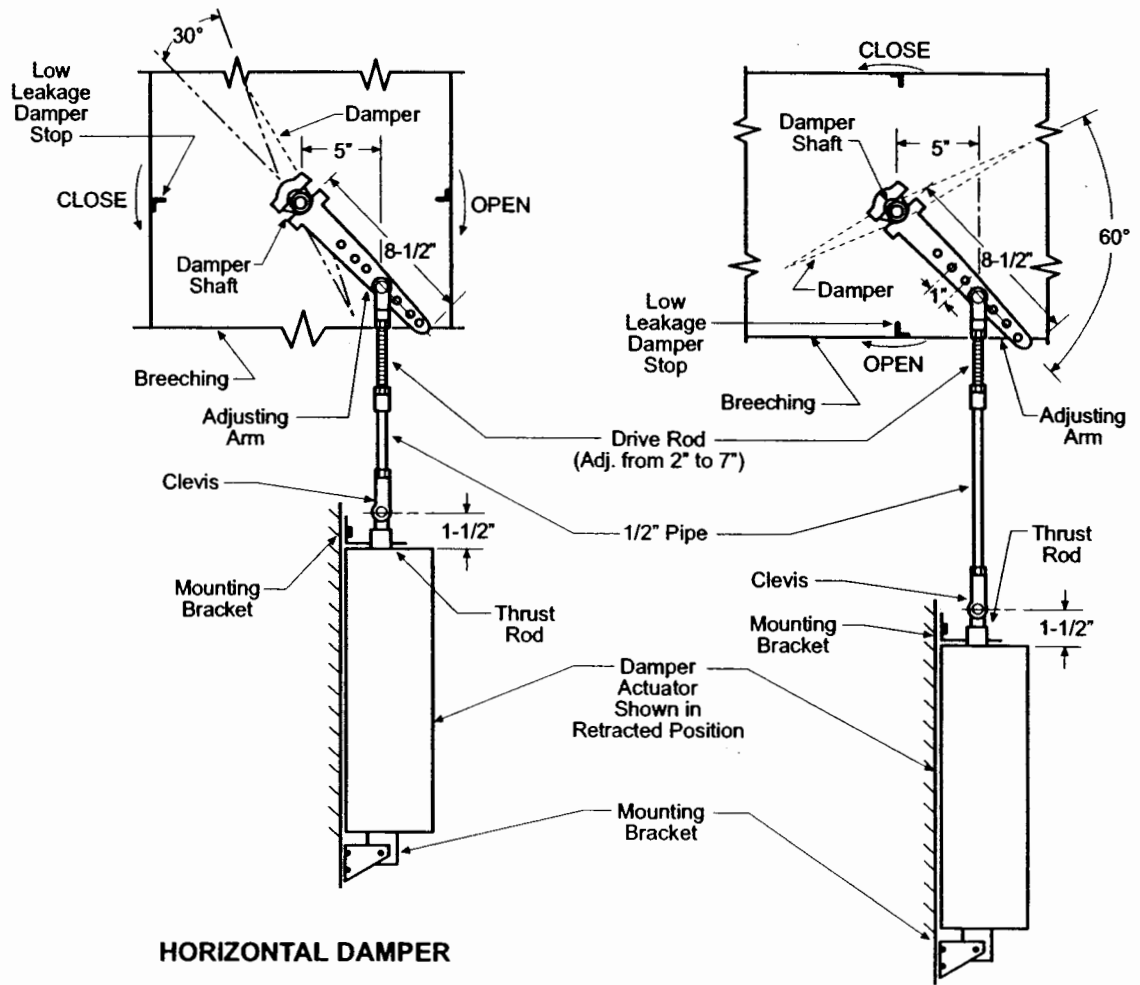 30°
Low
Leakage
Damper
Stop
Damper
5"
CLOSE
OPEN
8-1/2"
Damper
Shaft
Breeching
Adjusting
Arm
Clevis
1-1/2"
Mounting
Bracket
Thrust
Rod
HORIZONTAL DAMPER
Drive Rod
(Adj. from 2" to 7")
1/2" Pipe
Damper
Actuator
Shown in
Retracted Position
Mounting
Bracket
CLOSE
Damper
Shaft
5"
60°
8-1/2"
1"
Damper
Low
Leakage
Damper
Stop
OPEN
Breeching
Adjusting
Arm
Thrust
Rod
Clevis
Mounting
Bracket
1-1/2"